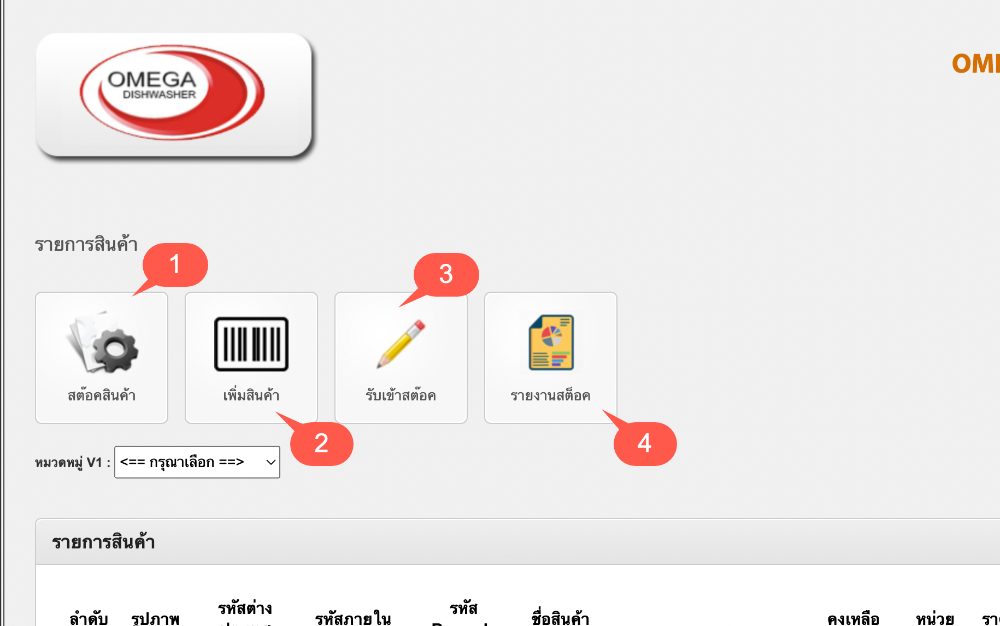 OMEGA
DISHWASHER
รายการสินค้า
1
3
สต๊อคสินค้า
เพิ่มสินค้า
รับเข้าสต๊อค
รายงานสต็อค
2
4
หมวดหมู่ V1 : <== กรุณาเลือก ==>
รายการสินค้า
ลำดับ
รูปภาพ
รหัสต่าง
รหัสภายใน
รหัส
ชื่อสินค้า
คงเหลือ
หน่วย